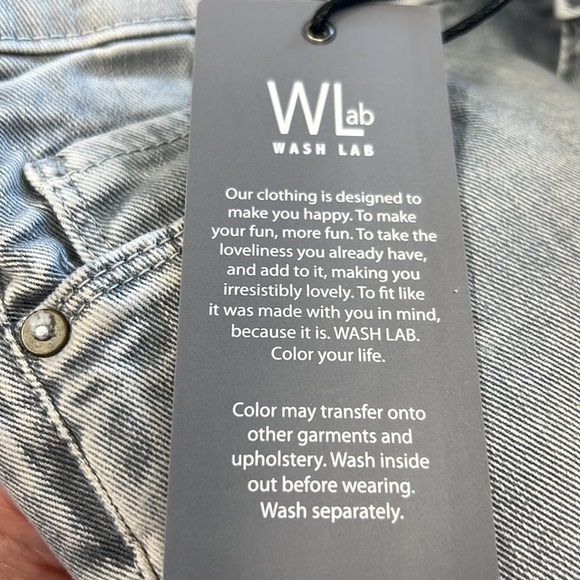 WLab
WASH LAB
Our clothing is designed to
make you happy. To make
your fun, more fun. To take the
loveliness you already have,
and add to it, making you
irresistibly lovely. To fit like
it was made with you in mind,
because it is. WASH LAB.
Color your life.
Color may transfer onto
other garments and
upholstery. Wash inside
out before wearing.
Wash separately.